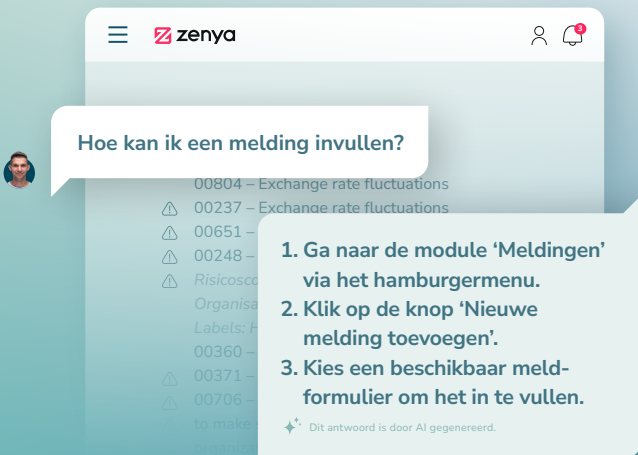 zenya
3
Hoe kan ik een melding invullen?
00804 – Exchange rate fluctuations
00237 – Exchange rate fluctuations
00651 –
00248 –
Organisa
Labels: H
00360 –
00371 –
00706 –
to make
1. Ga naar de module ‘Meldingen’
via het hamburgermenu.
2. Klik op de knop ‘Nieuwe
melding toevoegen’.
3. Kies een beschikbaar meld-
formulier om het in te vullen.
Dit antwoord is door AI gegenereerd.